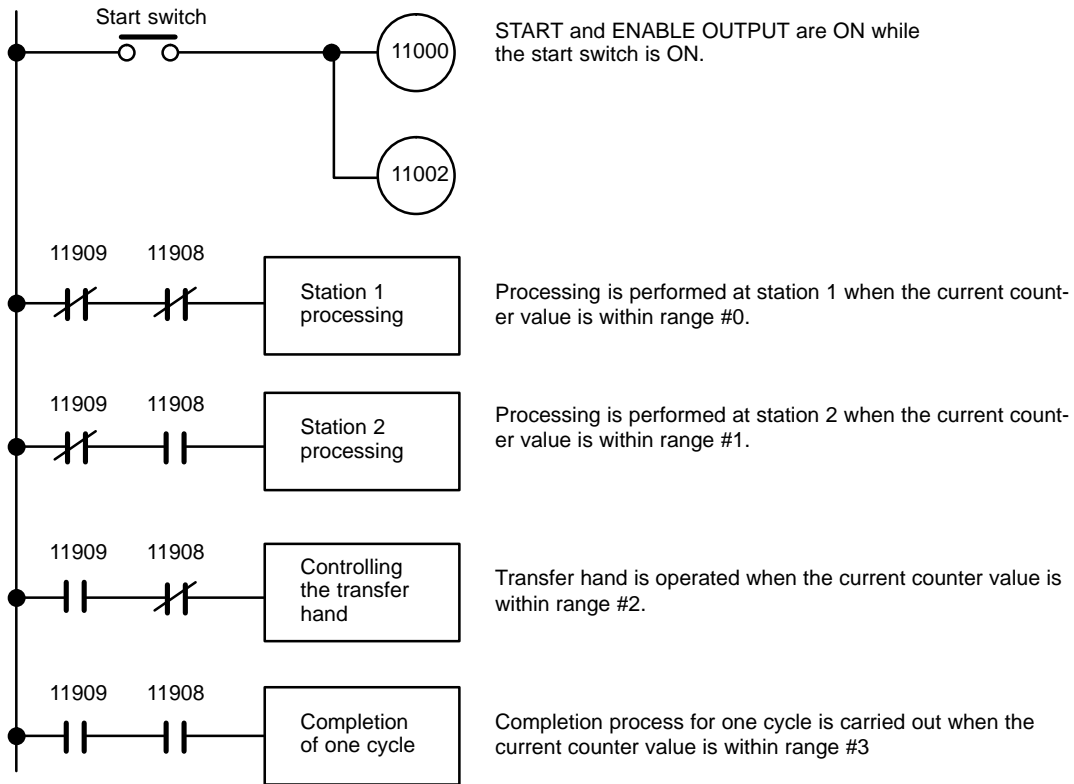 Start switch
11000
START and ENABLE OUTPUT are ON while
the start switch is ON.
11002
11909 11908
Station 1
processing
Processing is performed at station 1 when the current count-
er value is within range #0.
11909 11908
Station 2
processing
Processing is performed at station 2 when the current count-
er value is within range #1.
11909 11908
Controlling
the transfer
hand
Transfer hand is operated when the current counter value is
within range #2.
11909 11908
Completion
of one cycle
Completion process for one cycle is carried out when the
current counter value is within range #3